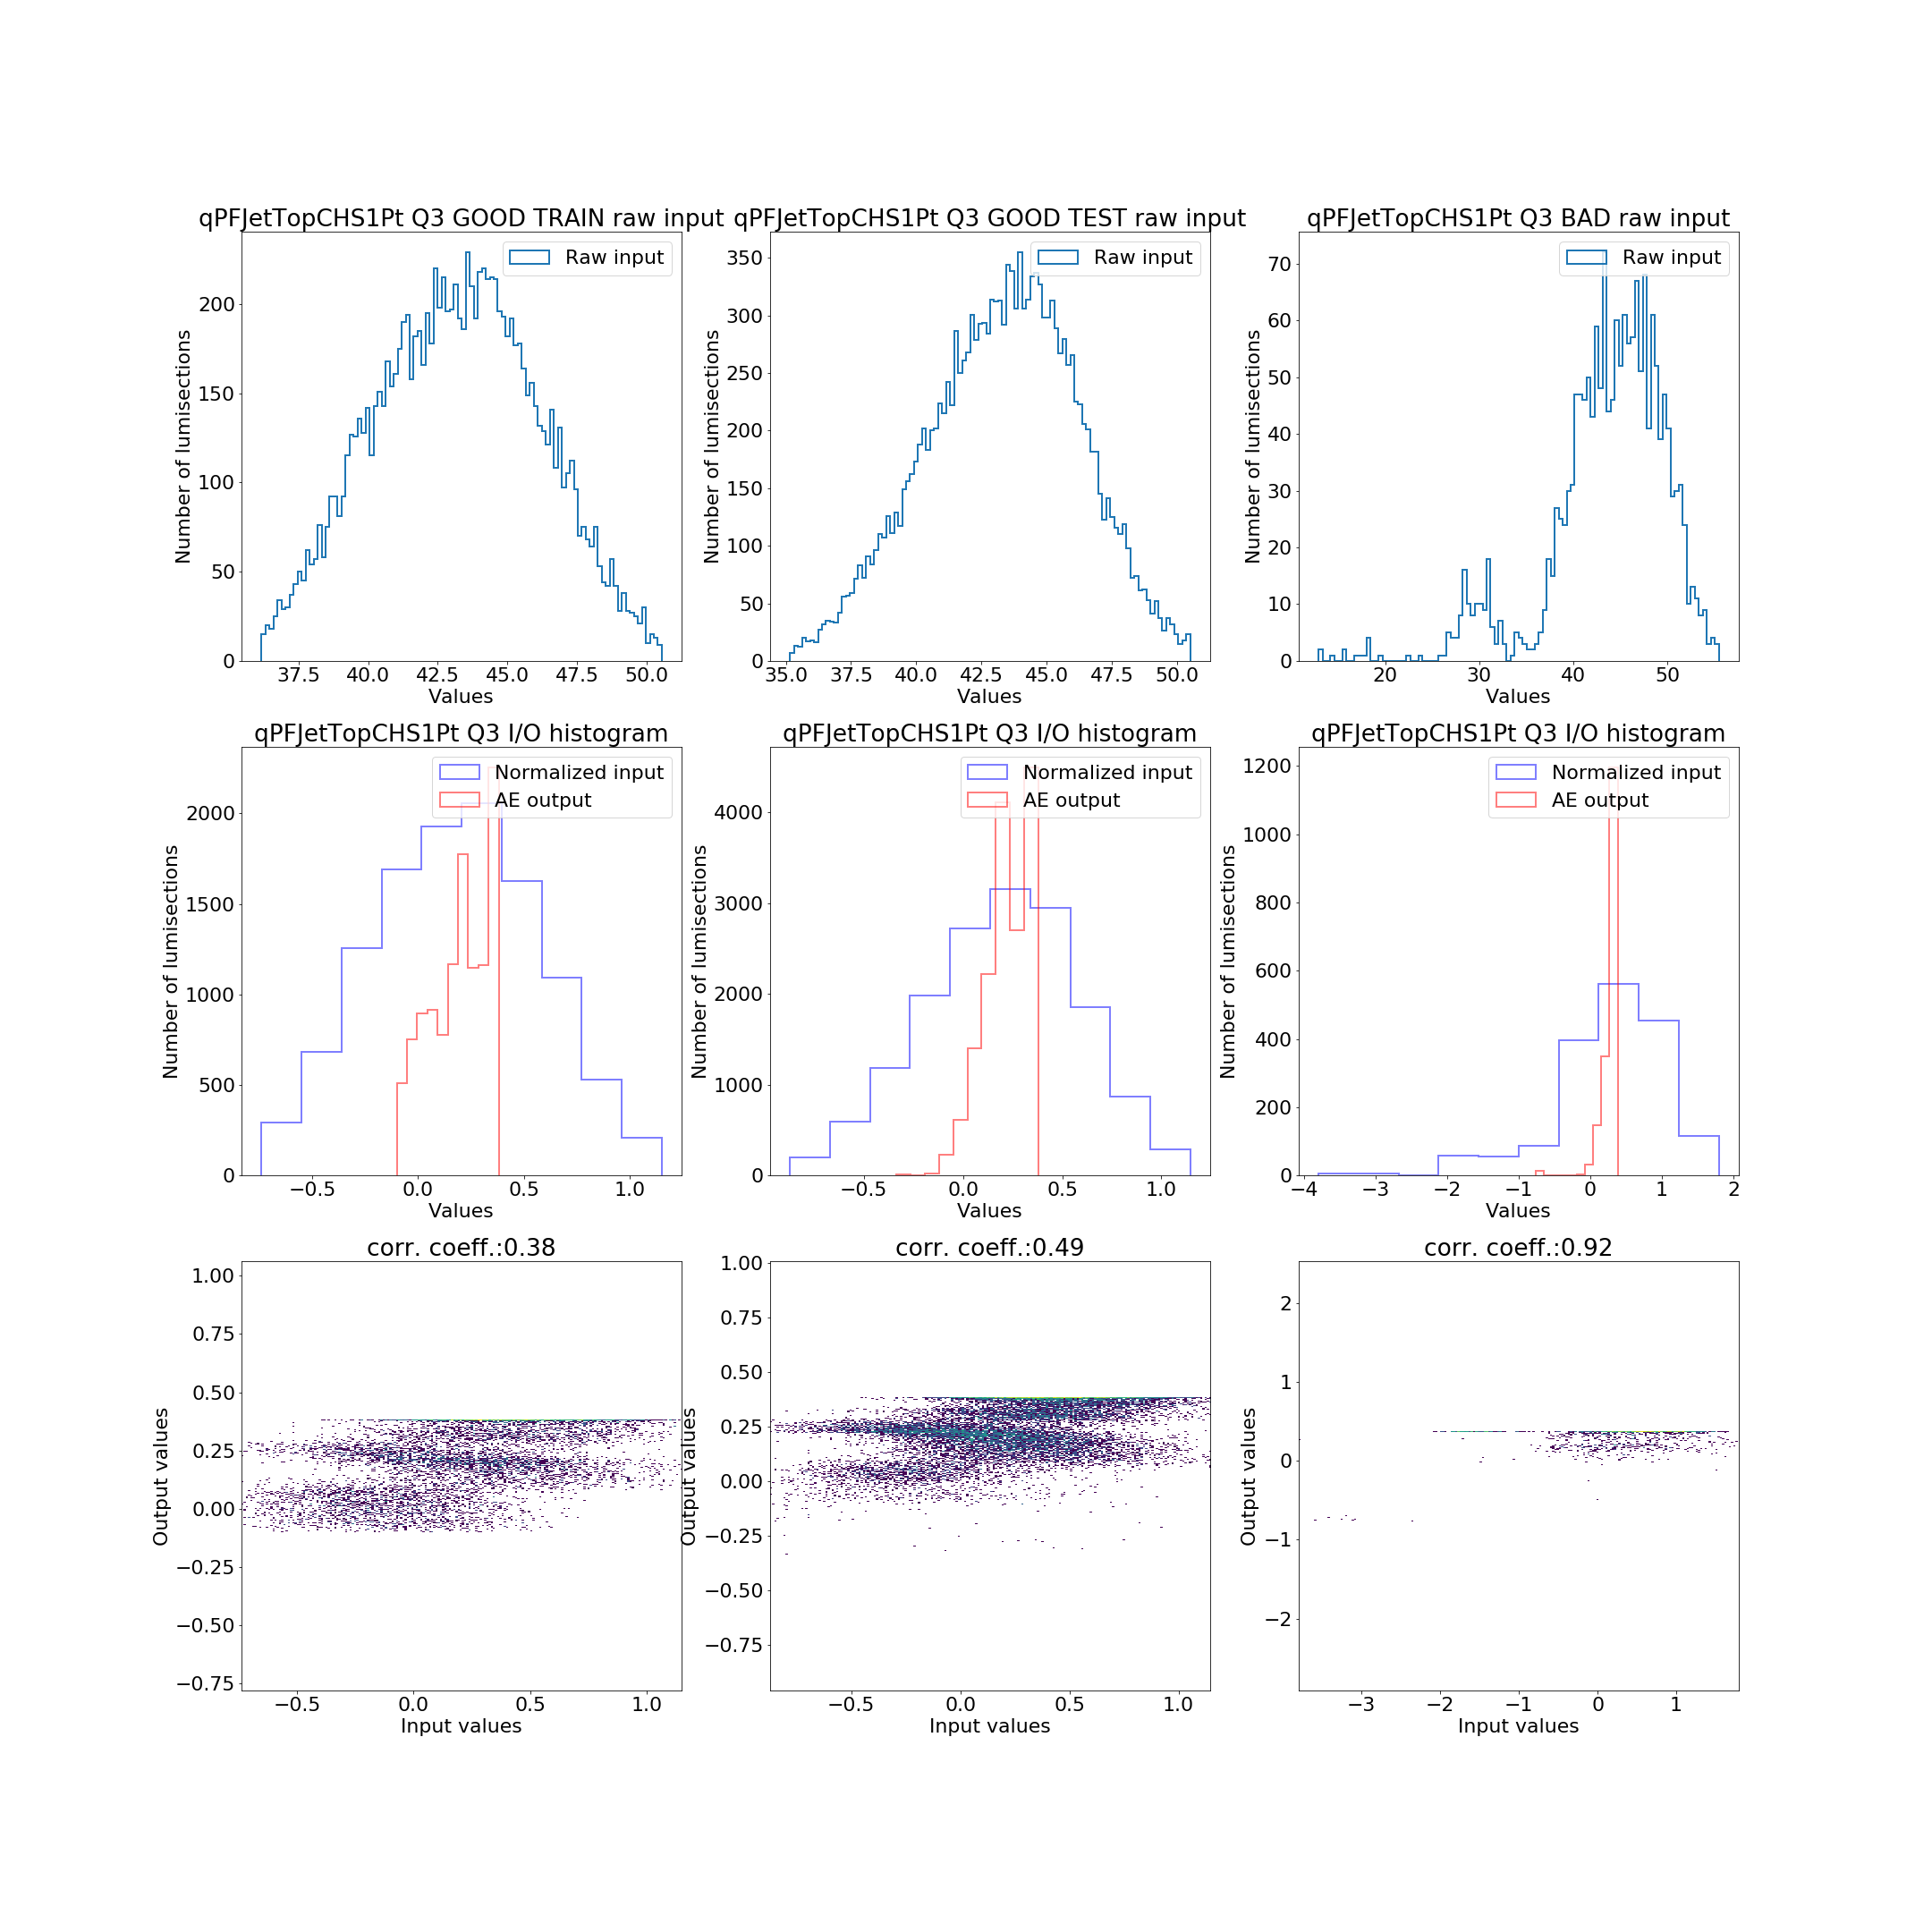 qPFJetTopCHS1Pt Q3 GOOD TRAIN raw input
qPFJetTopCHS1Pt Q3 GOOD TEST raw input
qPFJetTopCHS1Pt Q3 BAD raw input
Number of lumisections
200
150
100
50
0
Raw input
37.5 40.0 42.5 45.0 47.5 50.0
Values
Number of lumisections
350
300
250
200
150
100
50
0
Raw input
35.0 37.5 40.0 42.5 45.0 47.5 50.0
Values
Number of lumisections
70
60
50
40
30
20
10
0
Raw input
20 30 40 50
Values
qPFJetTopCHS1Pt Q3 I/O histogram
qPFJetTopCHS1Pt Q3 I/O histogram
qPFJetTopCHS1Pt Q3 I/O histogram
Number of lumisections
2000
1500
1000
500
0
Normalized input
AE output
−0.5 0.0 0.5 1.0
Values
Number of lumisections
4000
3000
2000
1000
0
Normalized input
AE output
−0.5 0.0 0.5 1.0
Values
Number of lumisections
1200
1000
800
600
400
200
0
Normalized input
AE output
−4 −3 −2 −1 0 1 2
Values
corr. coeff.:0.38
corr. coeff.:0.49
corr. coeff.:0.92
Output values
1.00
0.75
0.50
0.25
0.00
−0.25
−0.50
−0.75
−0.5 0.0 0.5 1.0
Input values
Output values
1.00
0.75
0.50
0.25
0.00
−0.25
−0.50
−0.75
−0.5 0.0 0.5 1.0
Input values
Output values
2
1
0
−1
−2
−3 −2 −1 0 1
Input values